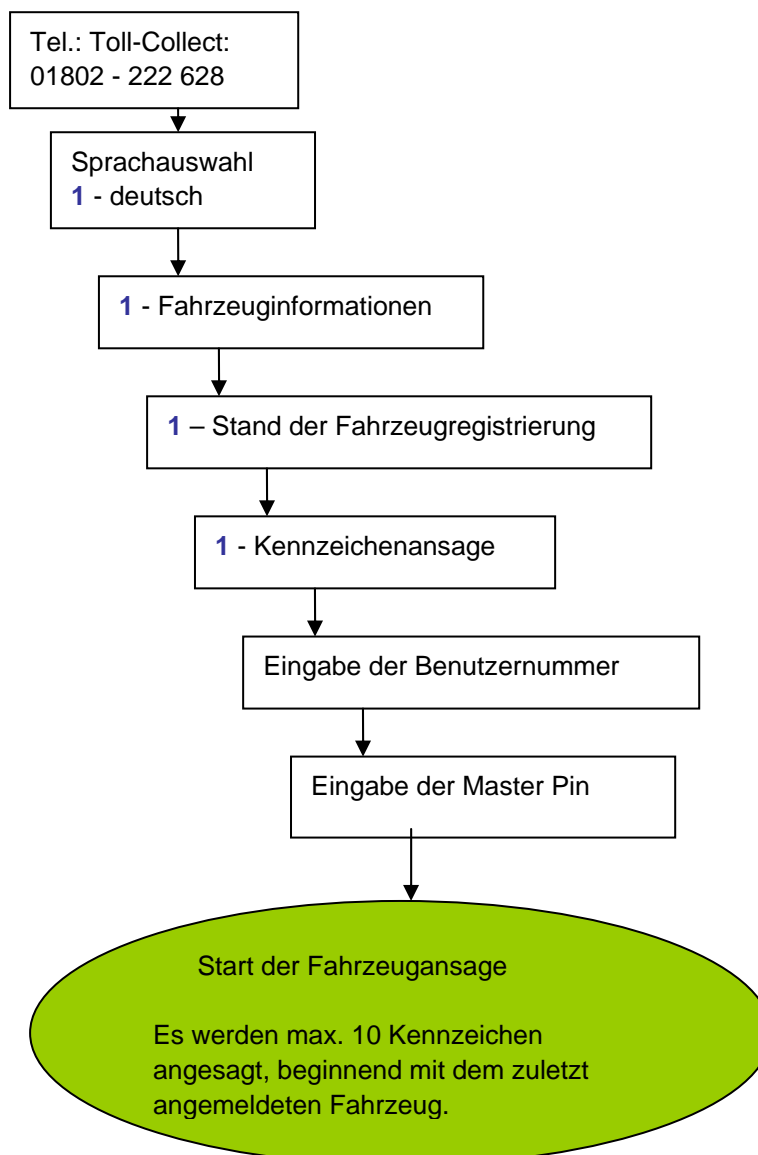 Tel.: Toll-Collect:
01802 - 222 628
Sprachauswahl
1 - deutsch
1 - Fahrzeuginformationen
1 – Stand der Fahrzeugregistrierung
1 - Kennzeichenansage
Eingabe der Benutzernummer
Eingabe der Master Pin
Start der Fahrzeugansage
Es werden max. 10 Kennzeichen
angesagt, beginnend mit dem zuletzt
angemeldeten Fahrzeug.